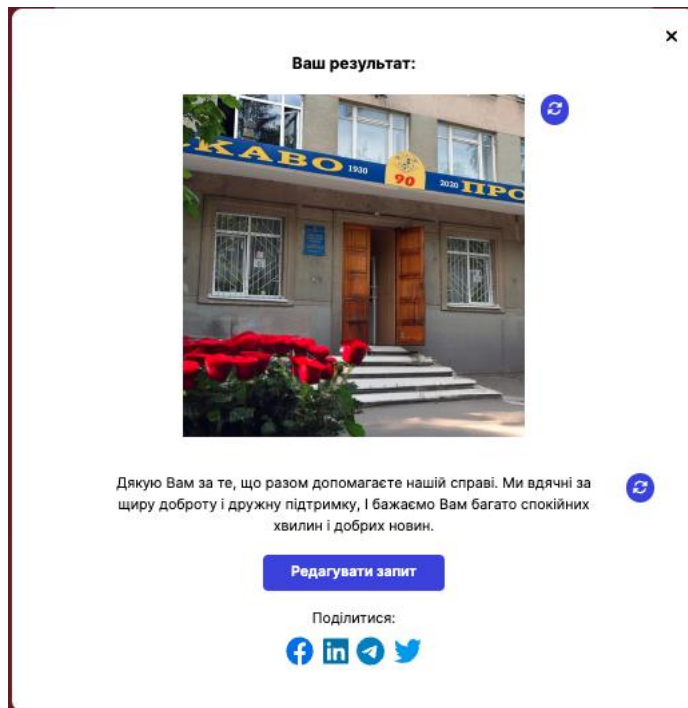 Ваш результат:
КАВО 1930 90 2020 ПРО
Дякую Вам за те, що разом допомагаєте нашій справі. Ми вдячні за
щиру доброту і дружну підтримку, І бажаємо Вам багато спокійних
хвилин і добрих новин.
Редагувати запит
Поділитися: